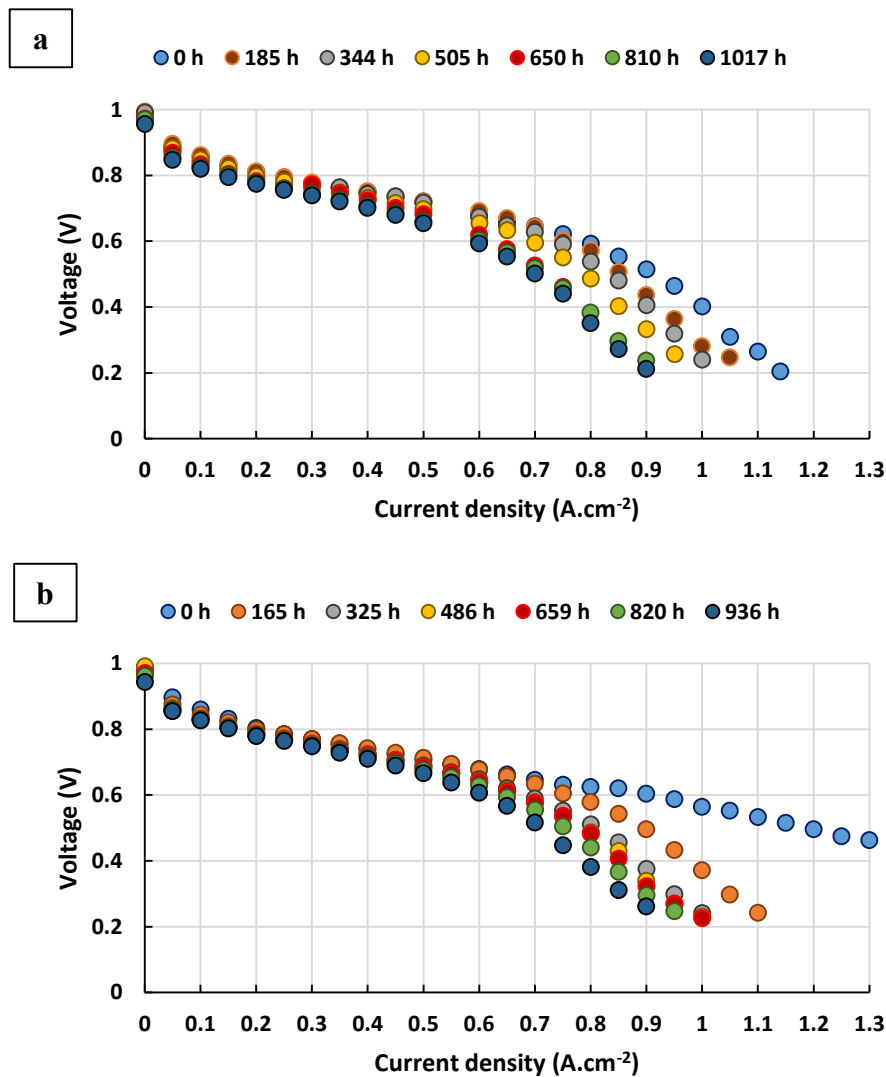 a
0 h 185 h 344 h 505 h 650 h 810 h 1017 h
1
0.8
0.6
0.4
0.2
0
Voltage (V)
0 0.1 0.2 0.3 0.4 0.5 0.6 0.7 0.8 0.9 1 1.1 1.2 1.3
Current density (A.cm⁻²)
b
0 h 165 h 325 h 486 h 659 h 820 h 936 h
1
0.8
0.6
0.4
0.2
0
Voltage (V)
0 0.1 0.2 0.3 0.4 0.5 0.6 0.7 0.8 0.9 1 1.1 1.2 1.3
Current density (A.cm⁻²)